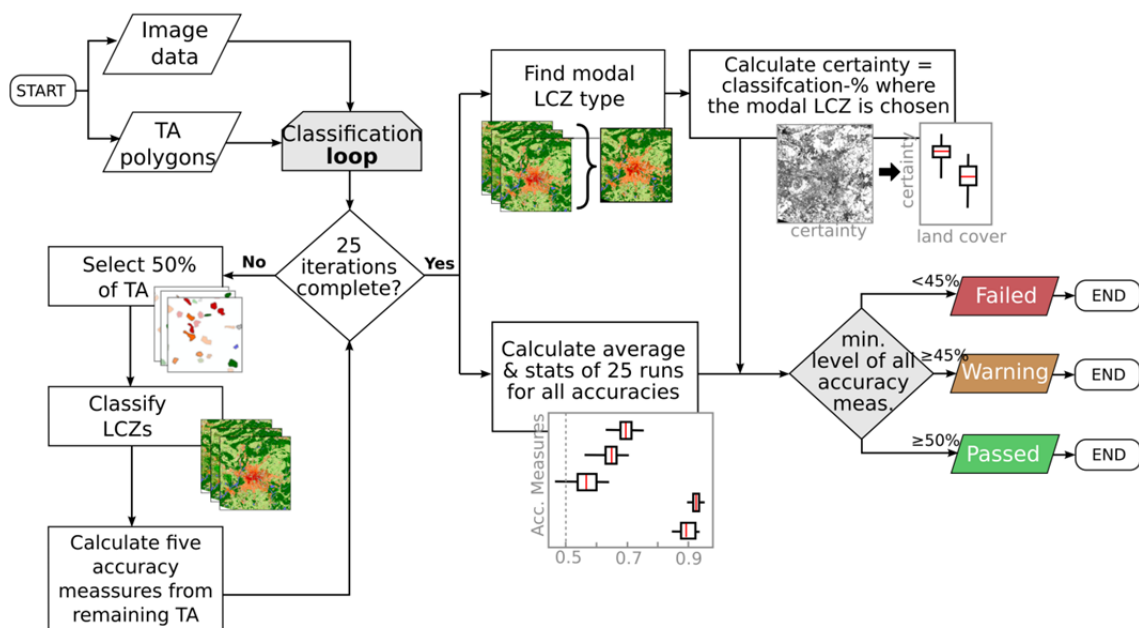 START
Image
data
TA
polygons
Classification
loop
25
iterations
complete?
No
Yes
Select 50%
of TA
Classify
LCZs
Calculate five
accuracy
meassures from
remaining TA
Find modal
LCZ type
Calculate certainty =
classifcation-% where
the modal LCZ is chosen
certainty
certainty
land cover
Calculate average
& stats of 25 runs
for all accuracies
Acc. Measures
0.5
0.7
0.9
min.
level of all
accuracy
meas.
<45%
Failed
END
≥45%
Warning
END
≥50%
Passed
END